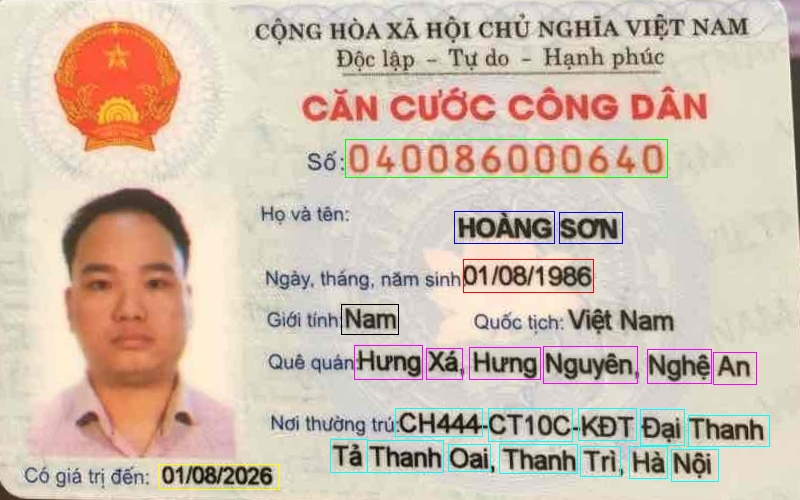 CỘNG HÒA XÃ HỘI CHỦ NGHĨA VIỆT NAM
Độc lập - Tự do - Hạnh phúc
CĂN CƯỚC CÔNG DÂN
Số: 040086000640
Họ và tên: HOÀNG SƠN
Ngày, tháng, năm sinh: 01/08/1986
Giới tính: Nam Quốc tịch: Việt Nam
Quê quán: Hưng Xá, Hưng Nguyên, Nghệ An
Nơi thường trú: CH444-CT10C-KĐT Đại Thanh
Tả Thanh Oai, Thanh Trì, Hà Nội
Có giá trị đến: 01/08/2026